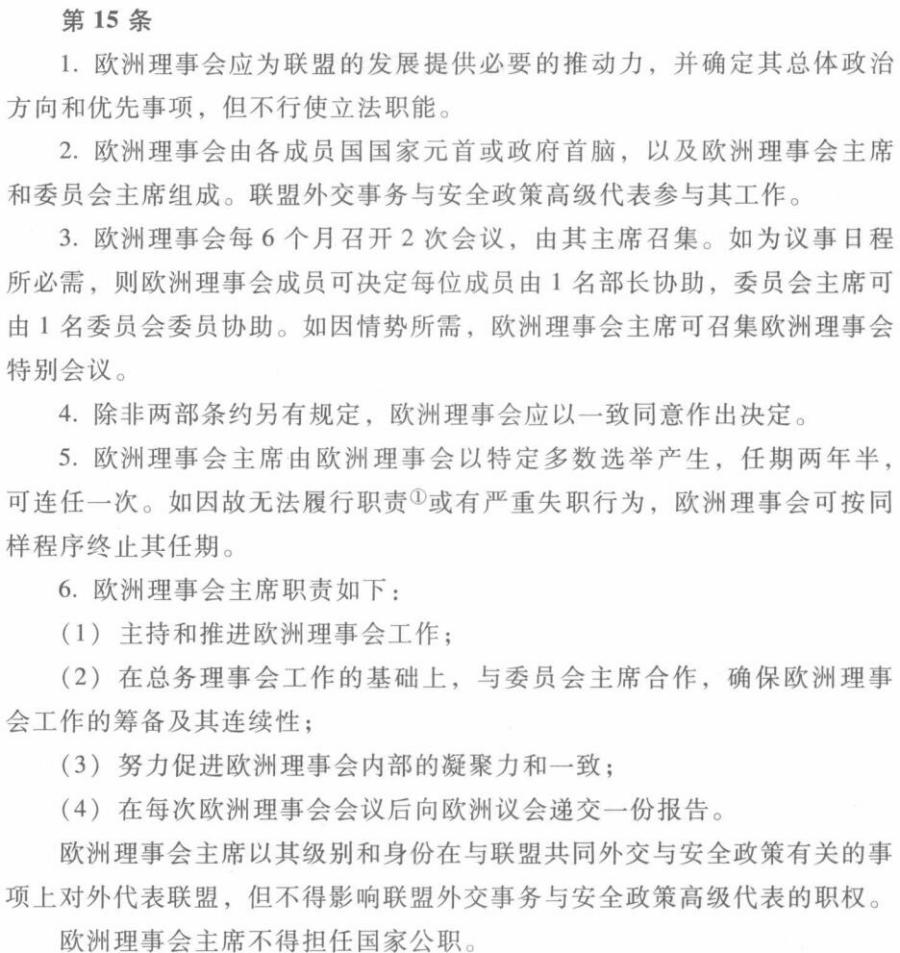 第 15 条
1. 欧洲理事会应为联盟的发展提供必要的推动力，并确定其总体政治
方向和优先事项，但不行使立法职能。
2. 欧洲理事会由各成员国国家元首或政府首脑，以及欧洲理事会主席
和委员会主席组成。联盟外交事务与安全政策高级代表参与其工作。
3. 欧洲理事会每 6 个月召开 2 次会议，由其主席召集。如为议事日程
所必需，则欧洲理事会成员可决定每位成员由 1 名部长协助，委员会主席可
由 1 名委员会委员协助。如因情势所需，欧洲理事会主席可召集欧洲理事会
特别会议。
4. 除非两部条约另有规定，欧洲理事会应以一致同意作出决定。
5. 欧洲理事会主席由欧洲理事会以特定多数选举产生，任期两年半，
可连任一次。如因故无法履行职责①或有严重失职行为，欧洲理事会可按同
样程序终止其任期。
6. 欧洲理事会主席职责如下：
（1）主持和推进欧洲理事会工作；
（2）在总务理事会工作的基础上，与委员会主席合作，确保欧洲理事
会工作的筹备及其连续性；
（3）努力促进欧洲理事会内部的凝聚力和一致；
（4）在每次欧洲理事会会议后向欧洲议会递交一份报告。
欧洲理事会主席以其级别和身份在与联盟共同外交与安全政策有关的事
项上对外代表联盟，但不得影响联盟外交事务与安全政策高级代表的职权。
欧洲理事会主席不得担任国家公职。